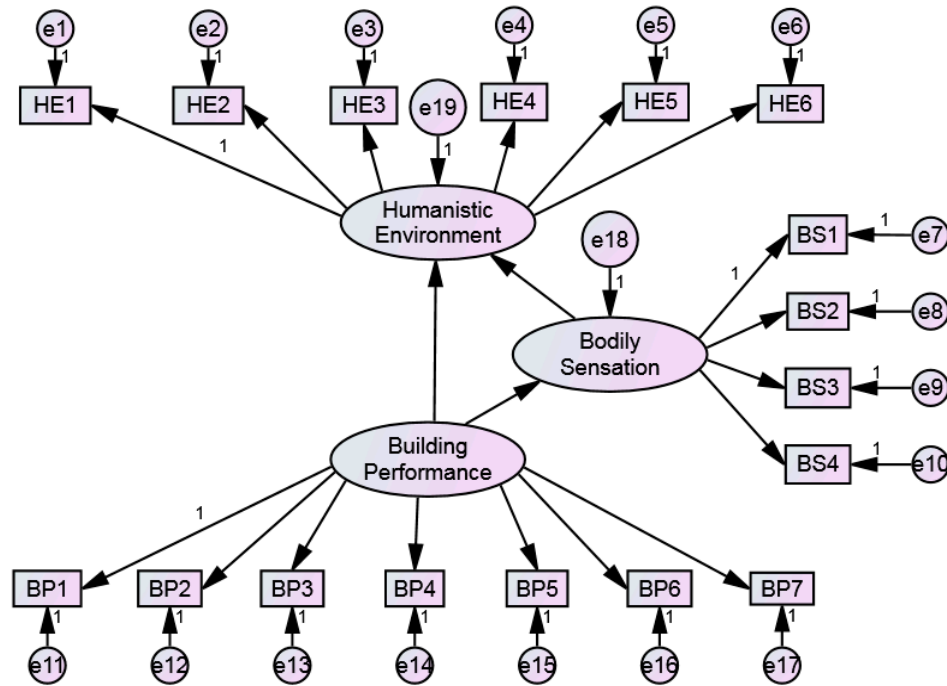 e1 e2 e3 e4 e5 e6
1 1 1 1 1 1
HE1 HE2 HE3 HE4 HE5 HE6
e19
1 1
Humanistic
Environment
e18
1
BS1 1 e7
1
BS2 1 e8
Bodily
Sensation
BS3 1 e9
Building
Performance
BS4 1 e10
1
BP1 BP2 BP3 BP4 BP5 BP6 BP7
1 1 1 1 1 1 1
e11 e12 e13 e14 e15 e16 e17